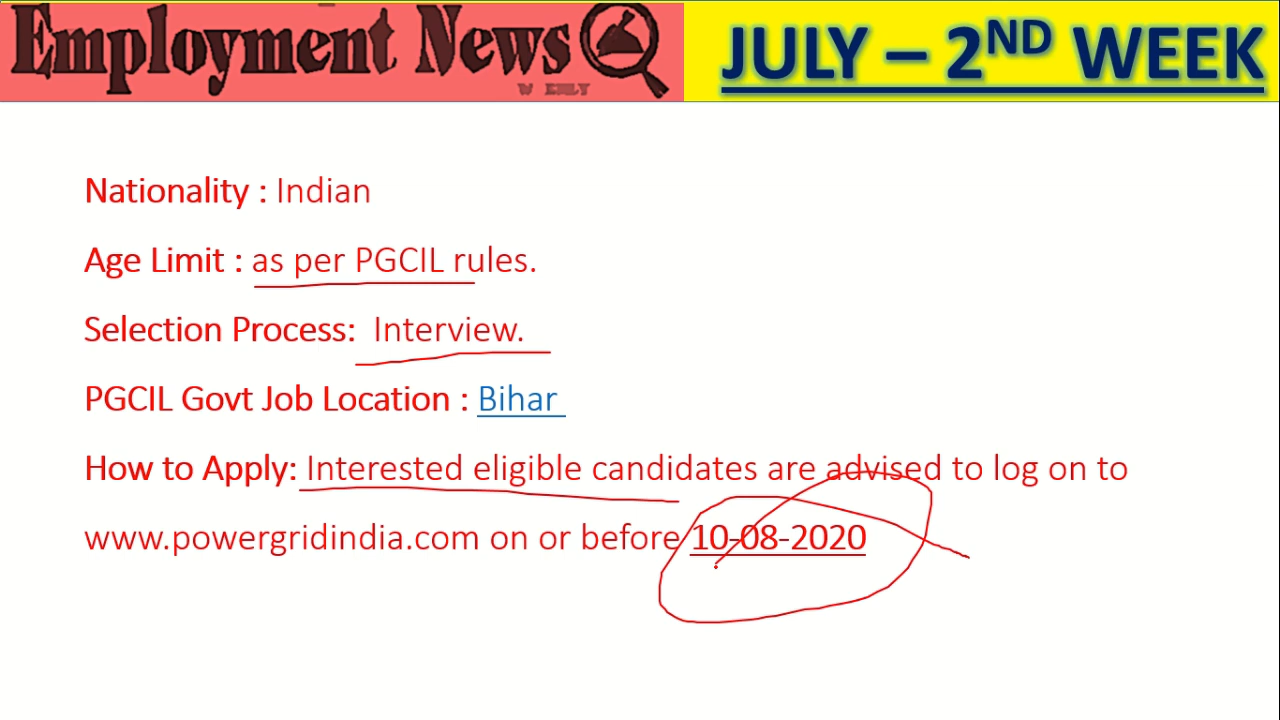 Employment News
JULY – 2ND WEEK
Nationality : Indian
Age Limit : as per PGCIL rules.
Selection Process: Interview.
PGCIL Govt Job Location : Bihar
How to Apply: Interested eligible candidates are advised to log on to
www.powergridindia.com on or before 10-08-2020